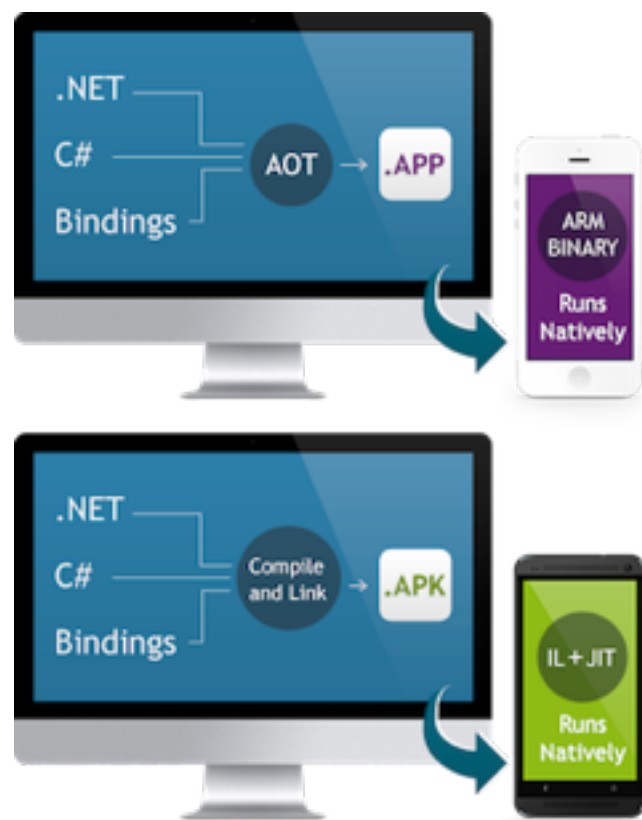 .NET
C#
Bindings
AOT
.APP
ARM
BINARY
Runs
Natively
.NET
C#
Bindings
Compile
and Link
.APK
IL+JIT
Runs
Natively